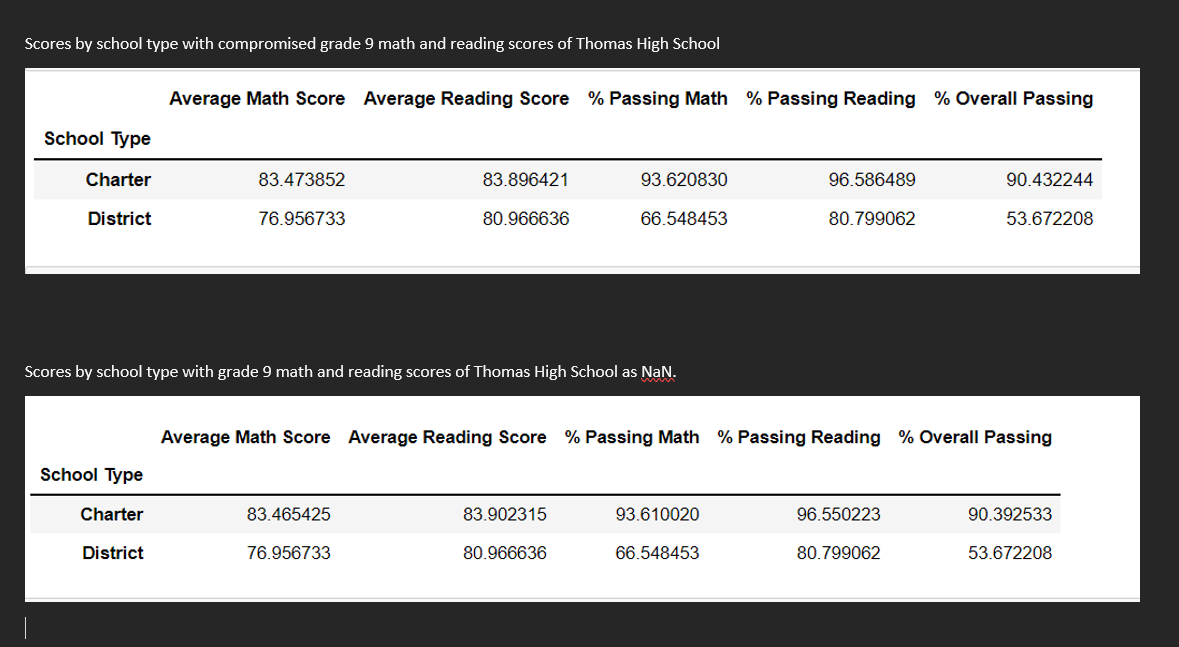 Scores by school type with compromised grade 9 math and reading scores of Thomas High School
Average Math Score Average Reading Score % Passing Math % Passing Reading % Overall Passing
School Type
Charter 83.473852 83.896421 93.620830 96.586489 90.432244
District 76.956733 80.966636 66.548453 80.799062 53.672208
Scores by school type with grade 9 math and reading scores of Thomas High School as NaN.
Average Math Score Average Reading Score % Passing Math % Passing Reading % Overall Passing
School Type
Charter 83.465425 83.902315 93.610020 96.550223 90.392533
District 76.956733 80.966636 66.548453 80.799062 53.672208